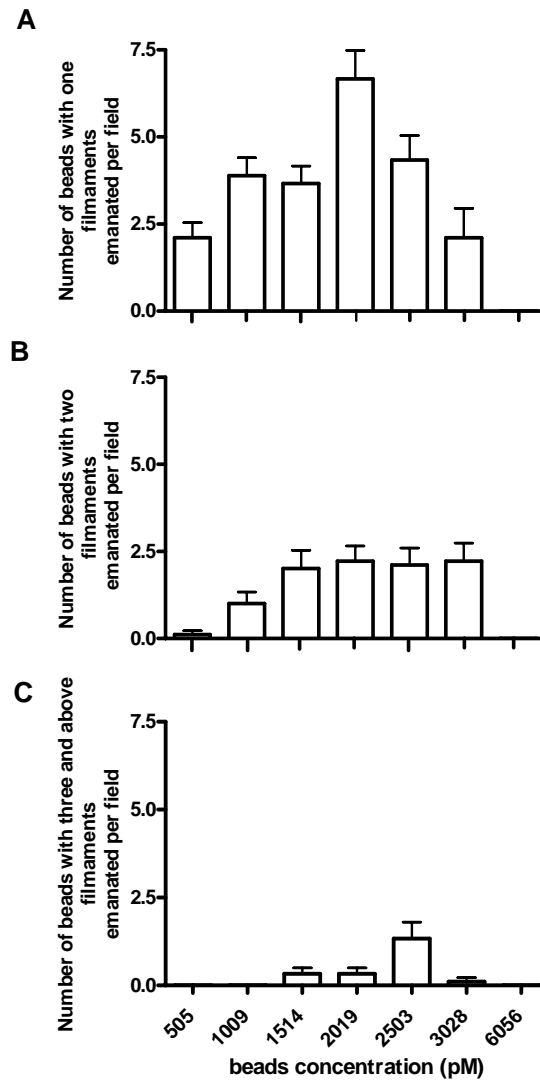 A
Number of beads with one
filmaments
emanated per field
7.5
5.0
2.5
0.0
B
Number of beads with two
filmaments
emanated per field
7.5
5.0
2.5
0.0
C
Number of beads with three and above
filmaments
emanated per field
7.5
5.0
2.5
0.0
505 1009 1514 2019 2503 3028 6056
beads concentration (pM)